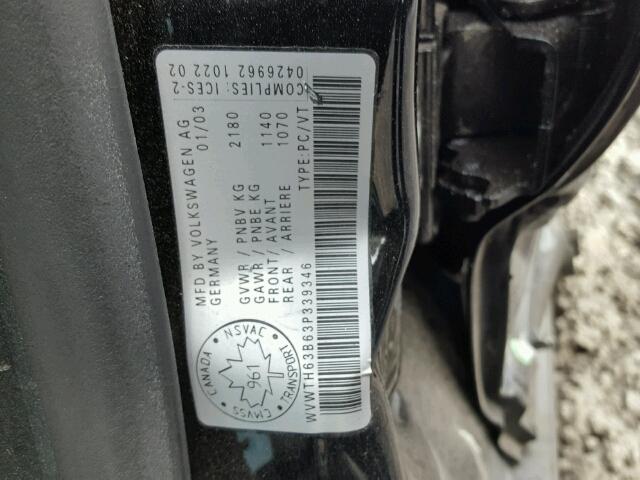 MFD BY VOLKSWAGEN AG
GERMANY 01/03
GVWR / PNBV KG 2180
GAWR / PNBE KG
FRONT / AVANT 1140
REAR / ARRIERE 1070
WVWTH63B63P339346 TYPE: PC/VT
COMPLIES: ICES-2
0426962 1022 02
CANADA NSVAC
TRANSPORT CMVSS
961